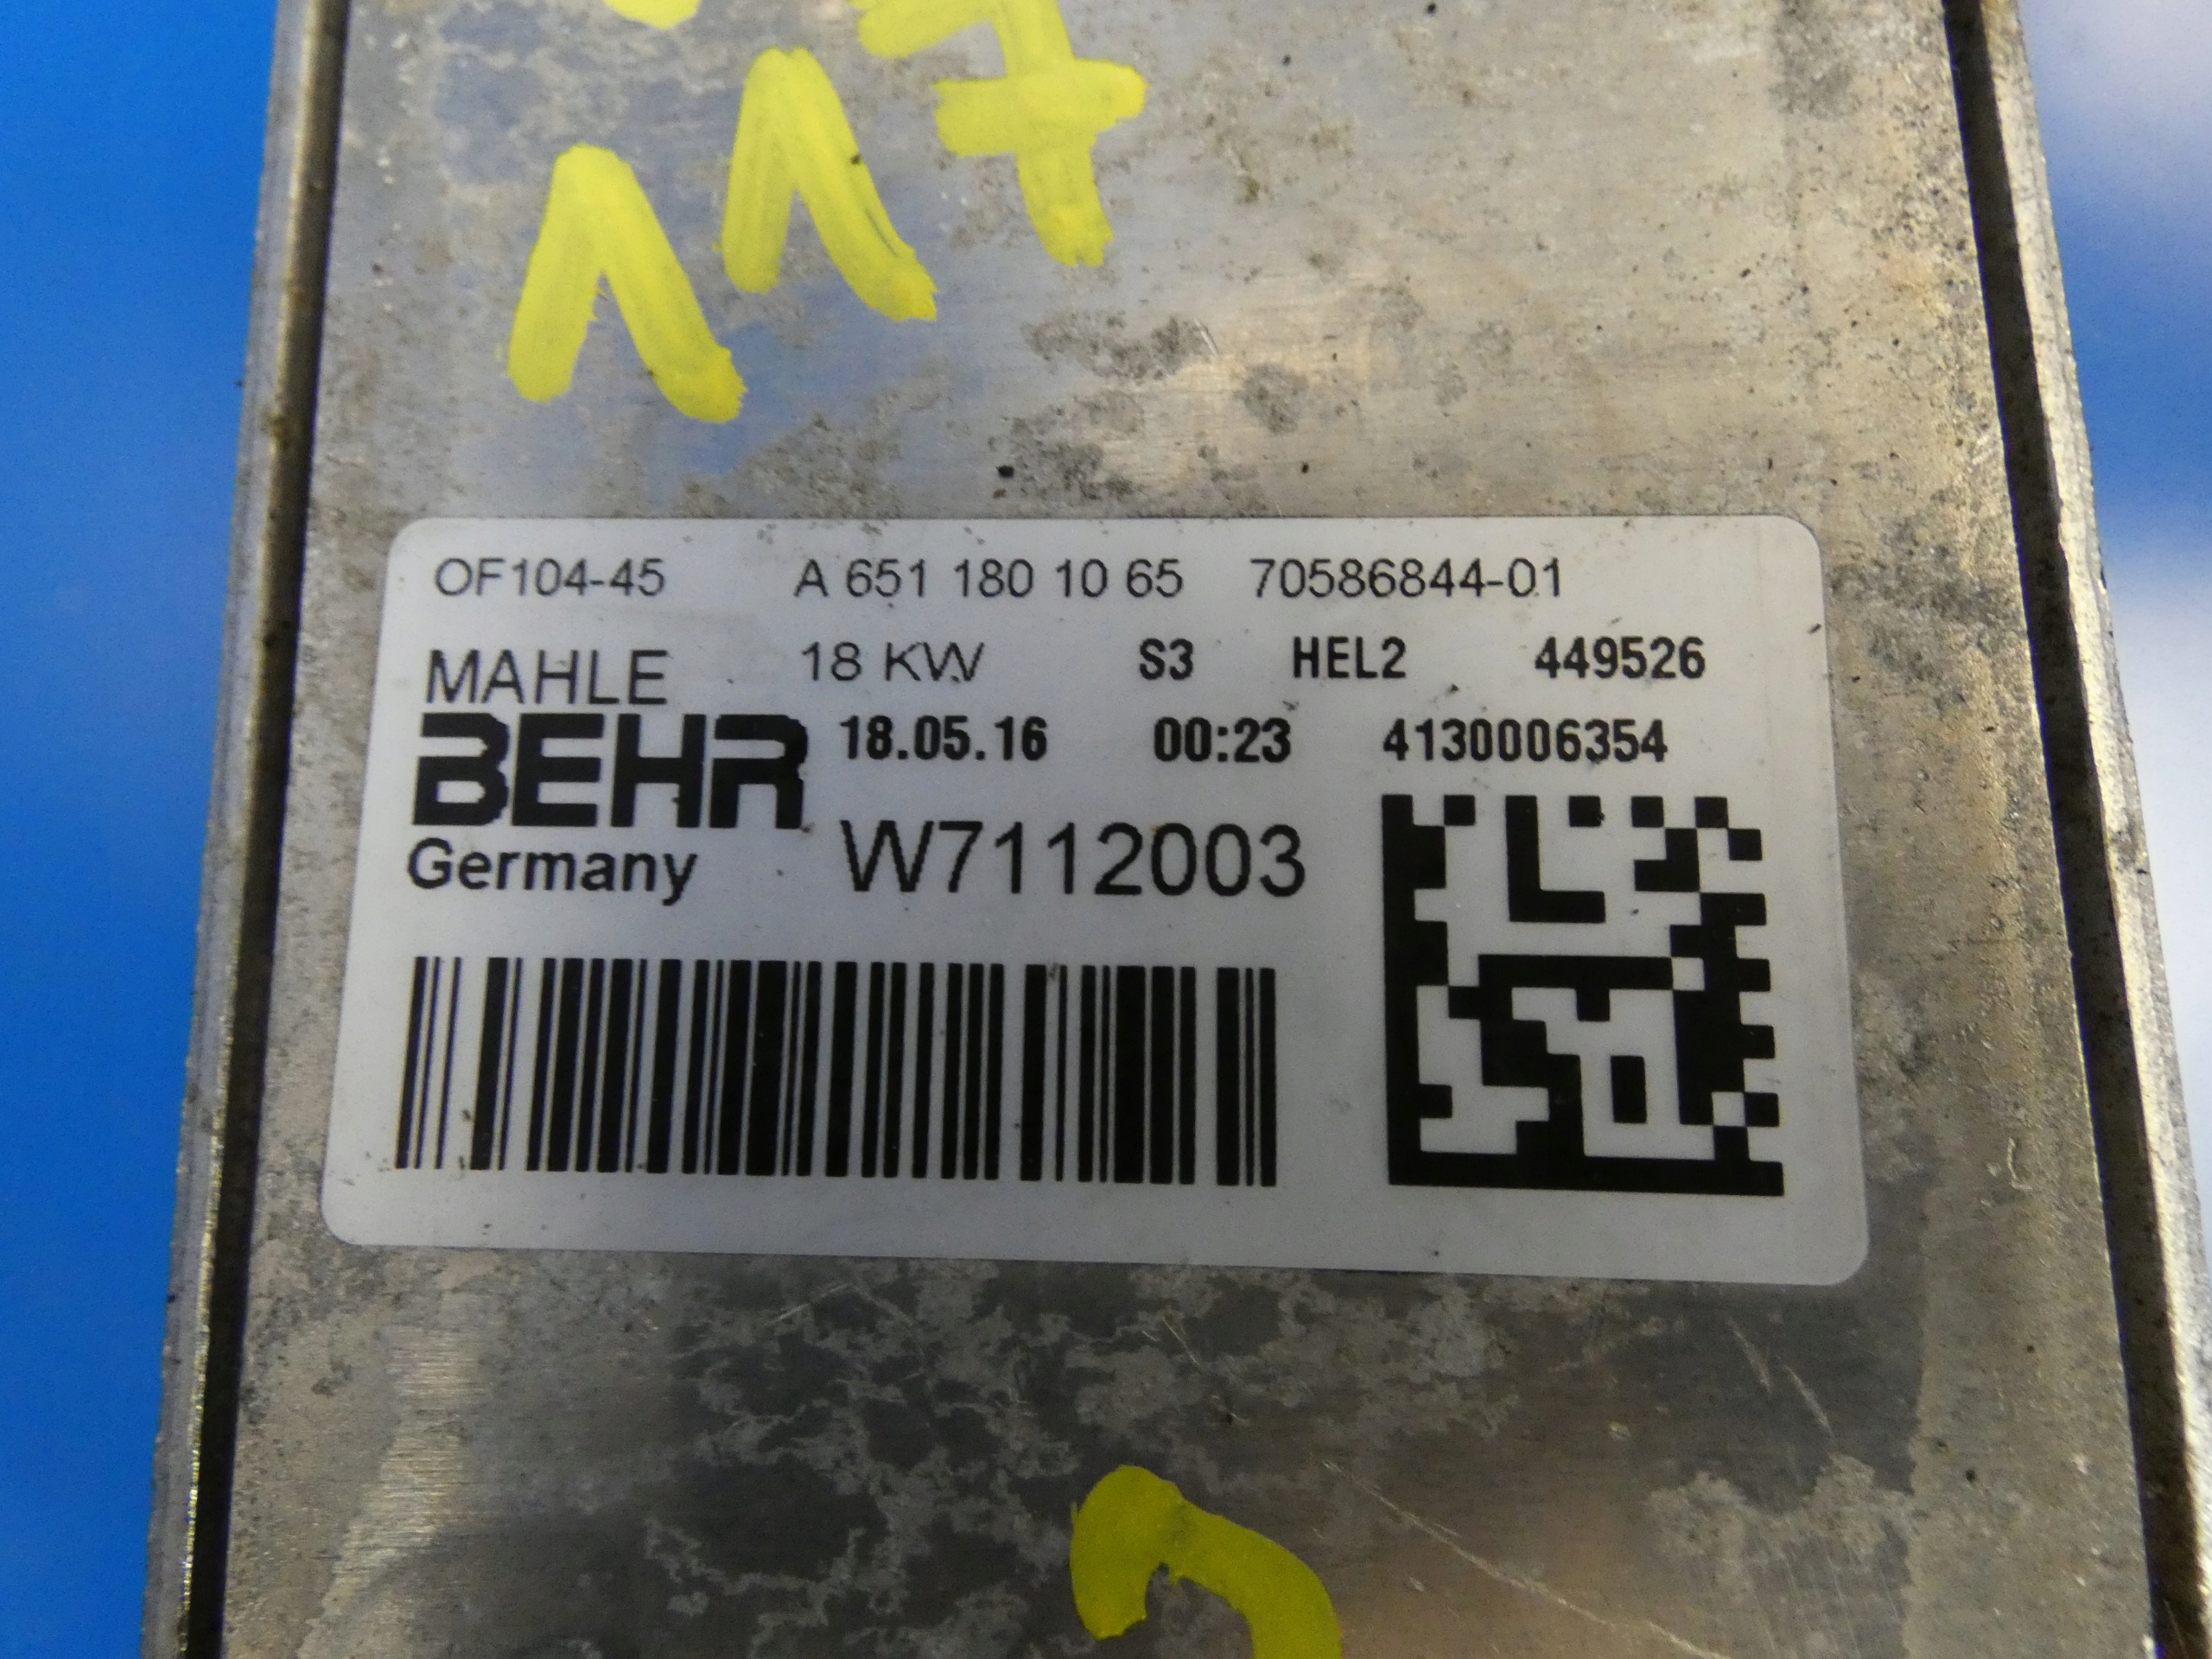 117
OF104-45 A 651 180 10 65 70586844-01
MAHLE 18 KW S3 HEL2 449526
BEHR 18.05.16 00:23 4130006354
Germany W7112003